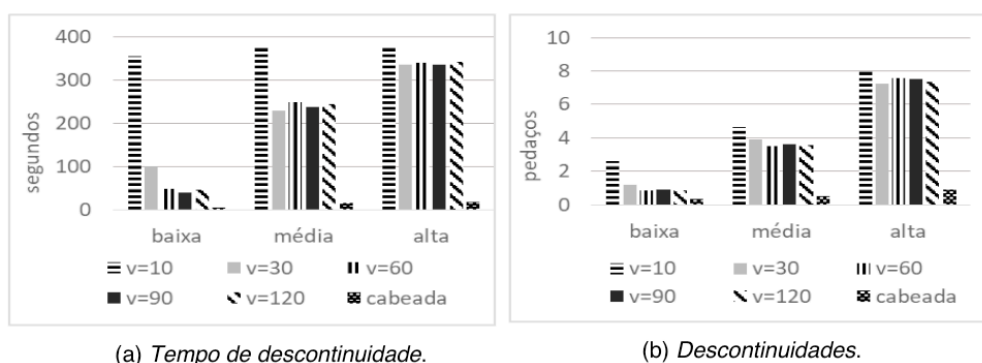 400
300
200
100
0
segundos
baixa média alta
v=10 v=30 v=60
v=90 v=120 cabeada
(a) Tempo de descontinuidade.
10
8
6
4
2
0
pedaços
baixa média alta
v=10 v=30 v=60
v=90 v=120 cabeada
(b) Descontinuidades.